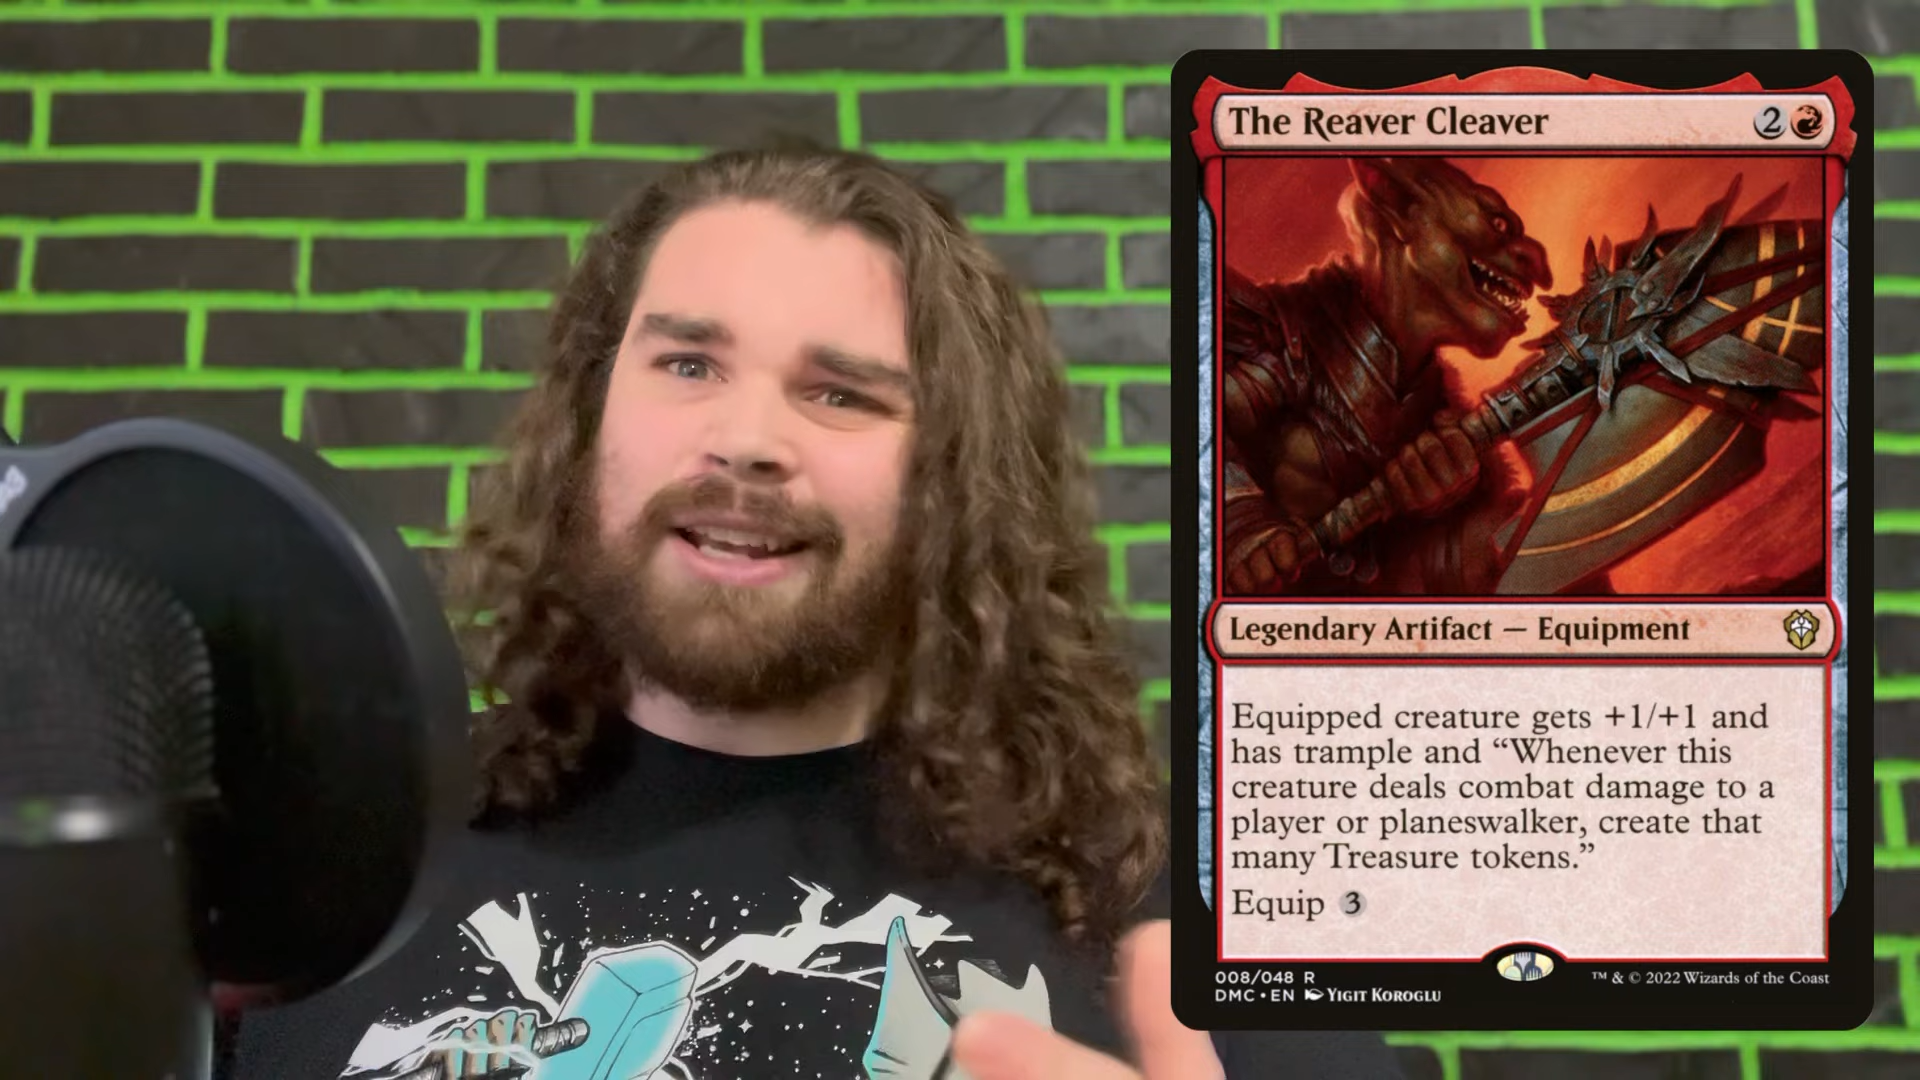 The Reaver Cleaver
2
Legendary Artifact — Equipment
Equipped creature gets +1/+1 and
has trample and “Whenever this
creature deals combat damage to a
player or planeswalker, create that
many Treasure tokens.”
Equip 3
008/048 R
DMC • EN Yigit Koroglu
™ & © 2022 Wizards of the Coast